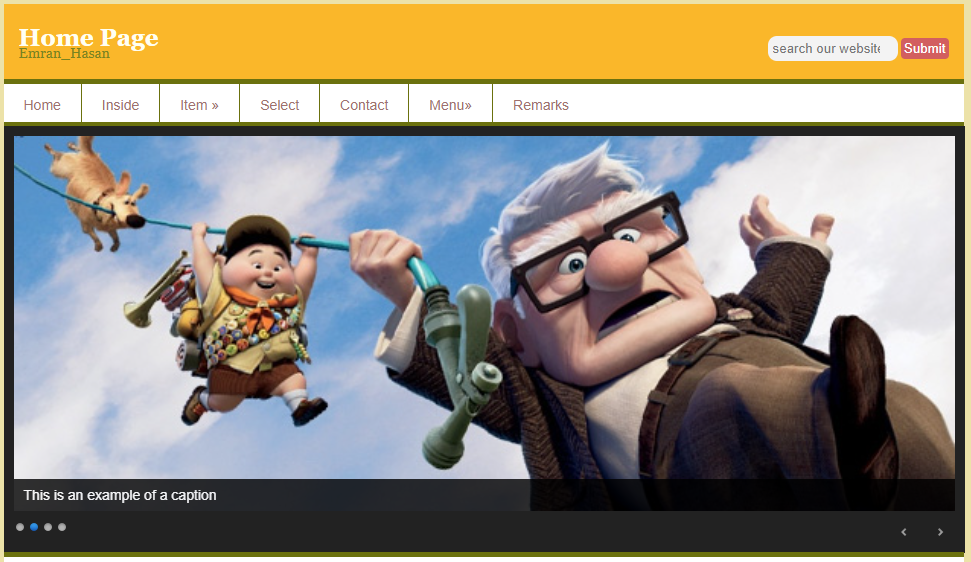 Home Page
Emran_Hasan
search our website Submit
Home Inside Item » Select Contact Menu» Remarks
This is an example of a caption